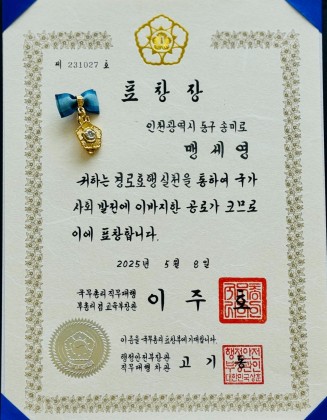 제 231027 호
표창장
인천광역시 동구 송미로
맹세영
귀하는 경로효행 실천을 통하여 국가
사회 발전에 이바지한 공로가 크므로
이에 표창합니다.
2025년 5월 8일
국무총리 직무대행
부총리 겸 교육부장관 이주호
이 증을 국무총리 표창부에 기재합니다.
행정안전부장관
직무대행 차관 고기동